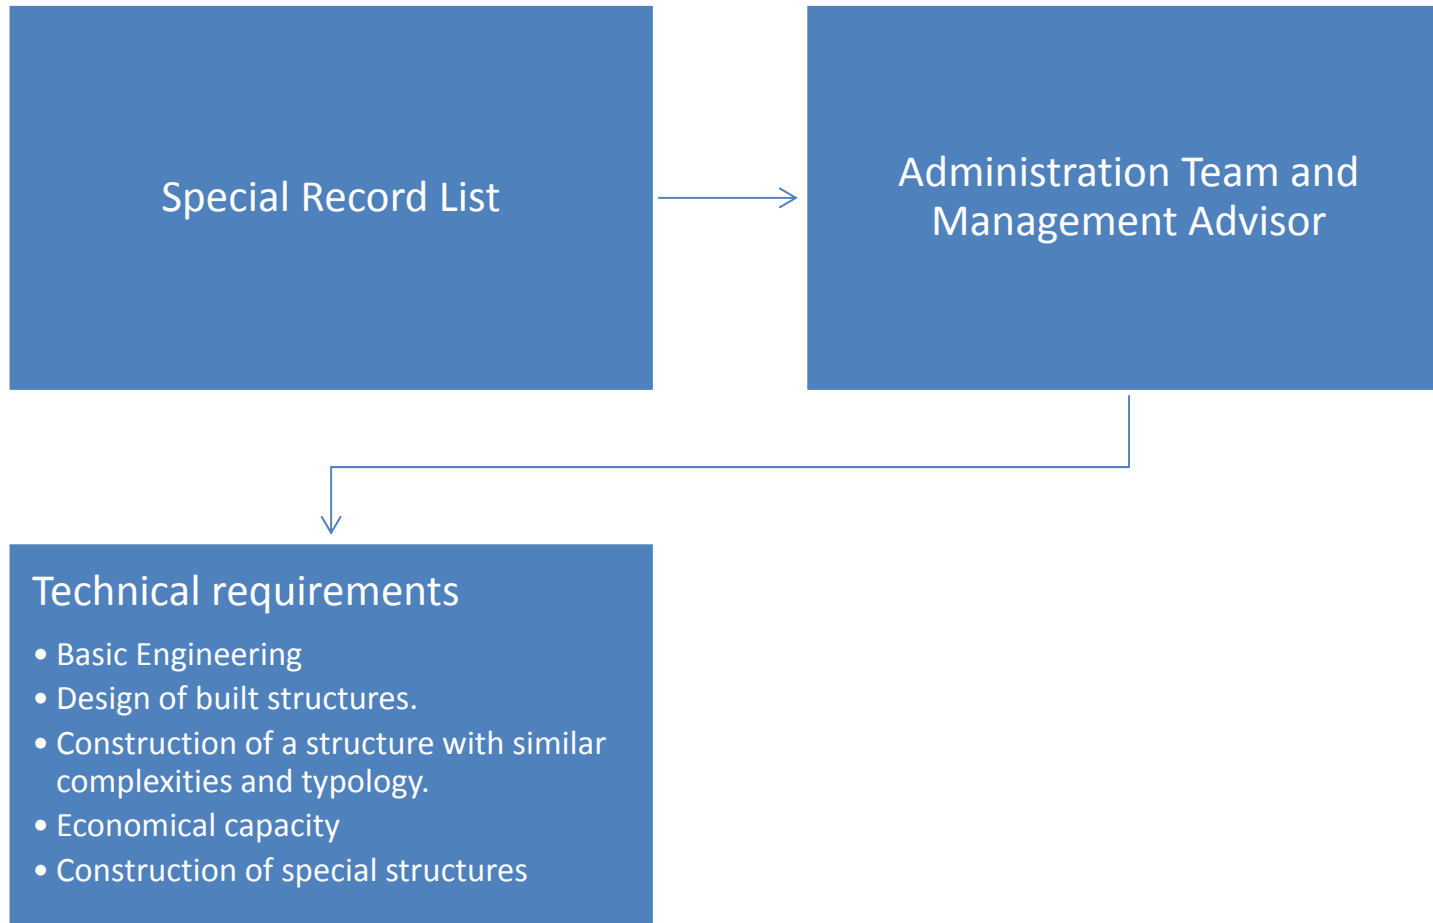 Special Record List
Administration Team and
Management Advisor
Technical requirements
• Basic Engineering
• Design of built structures.
• Construction of a structure with similar
complexities and typology.
• Economical capacity
• Construction of special structures